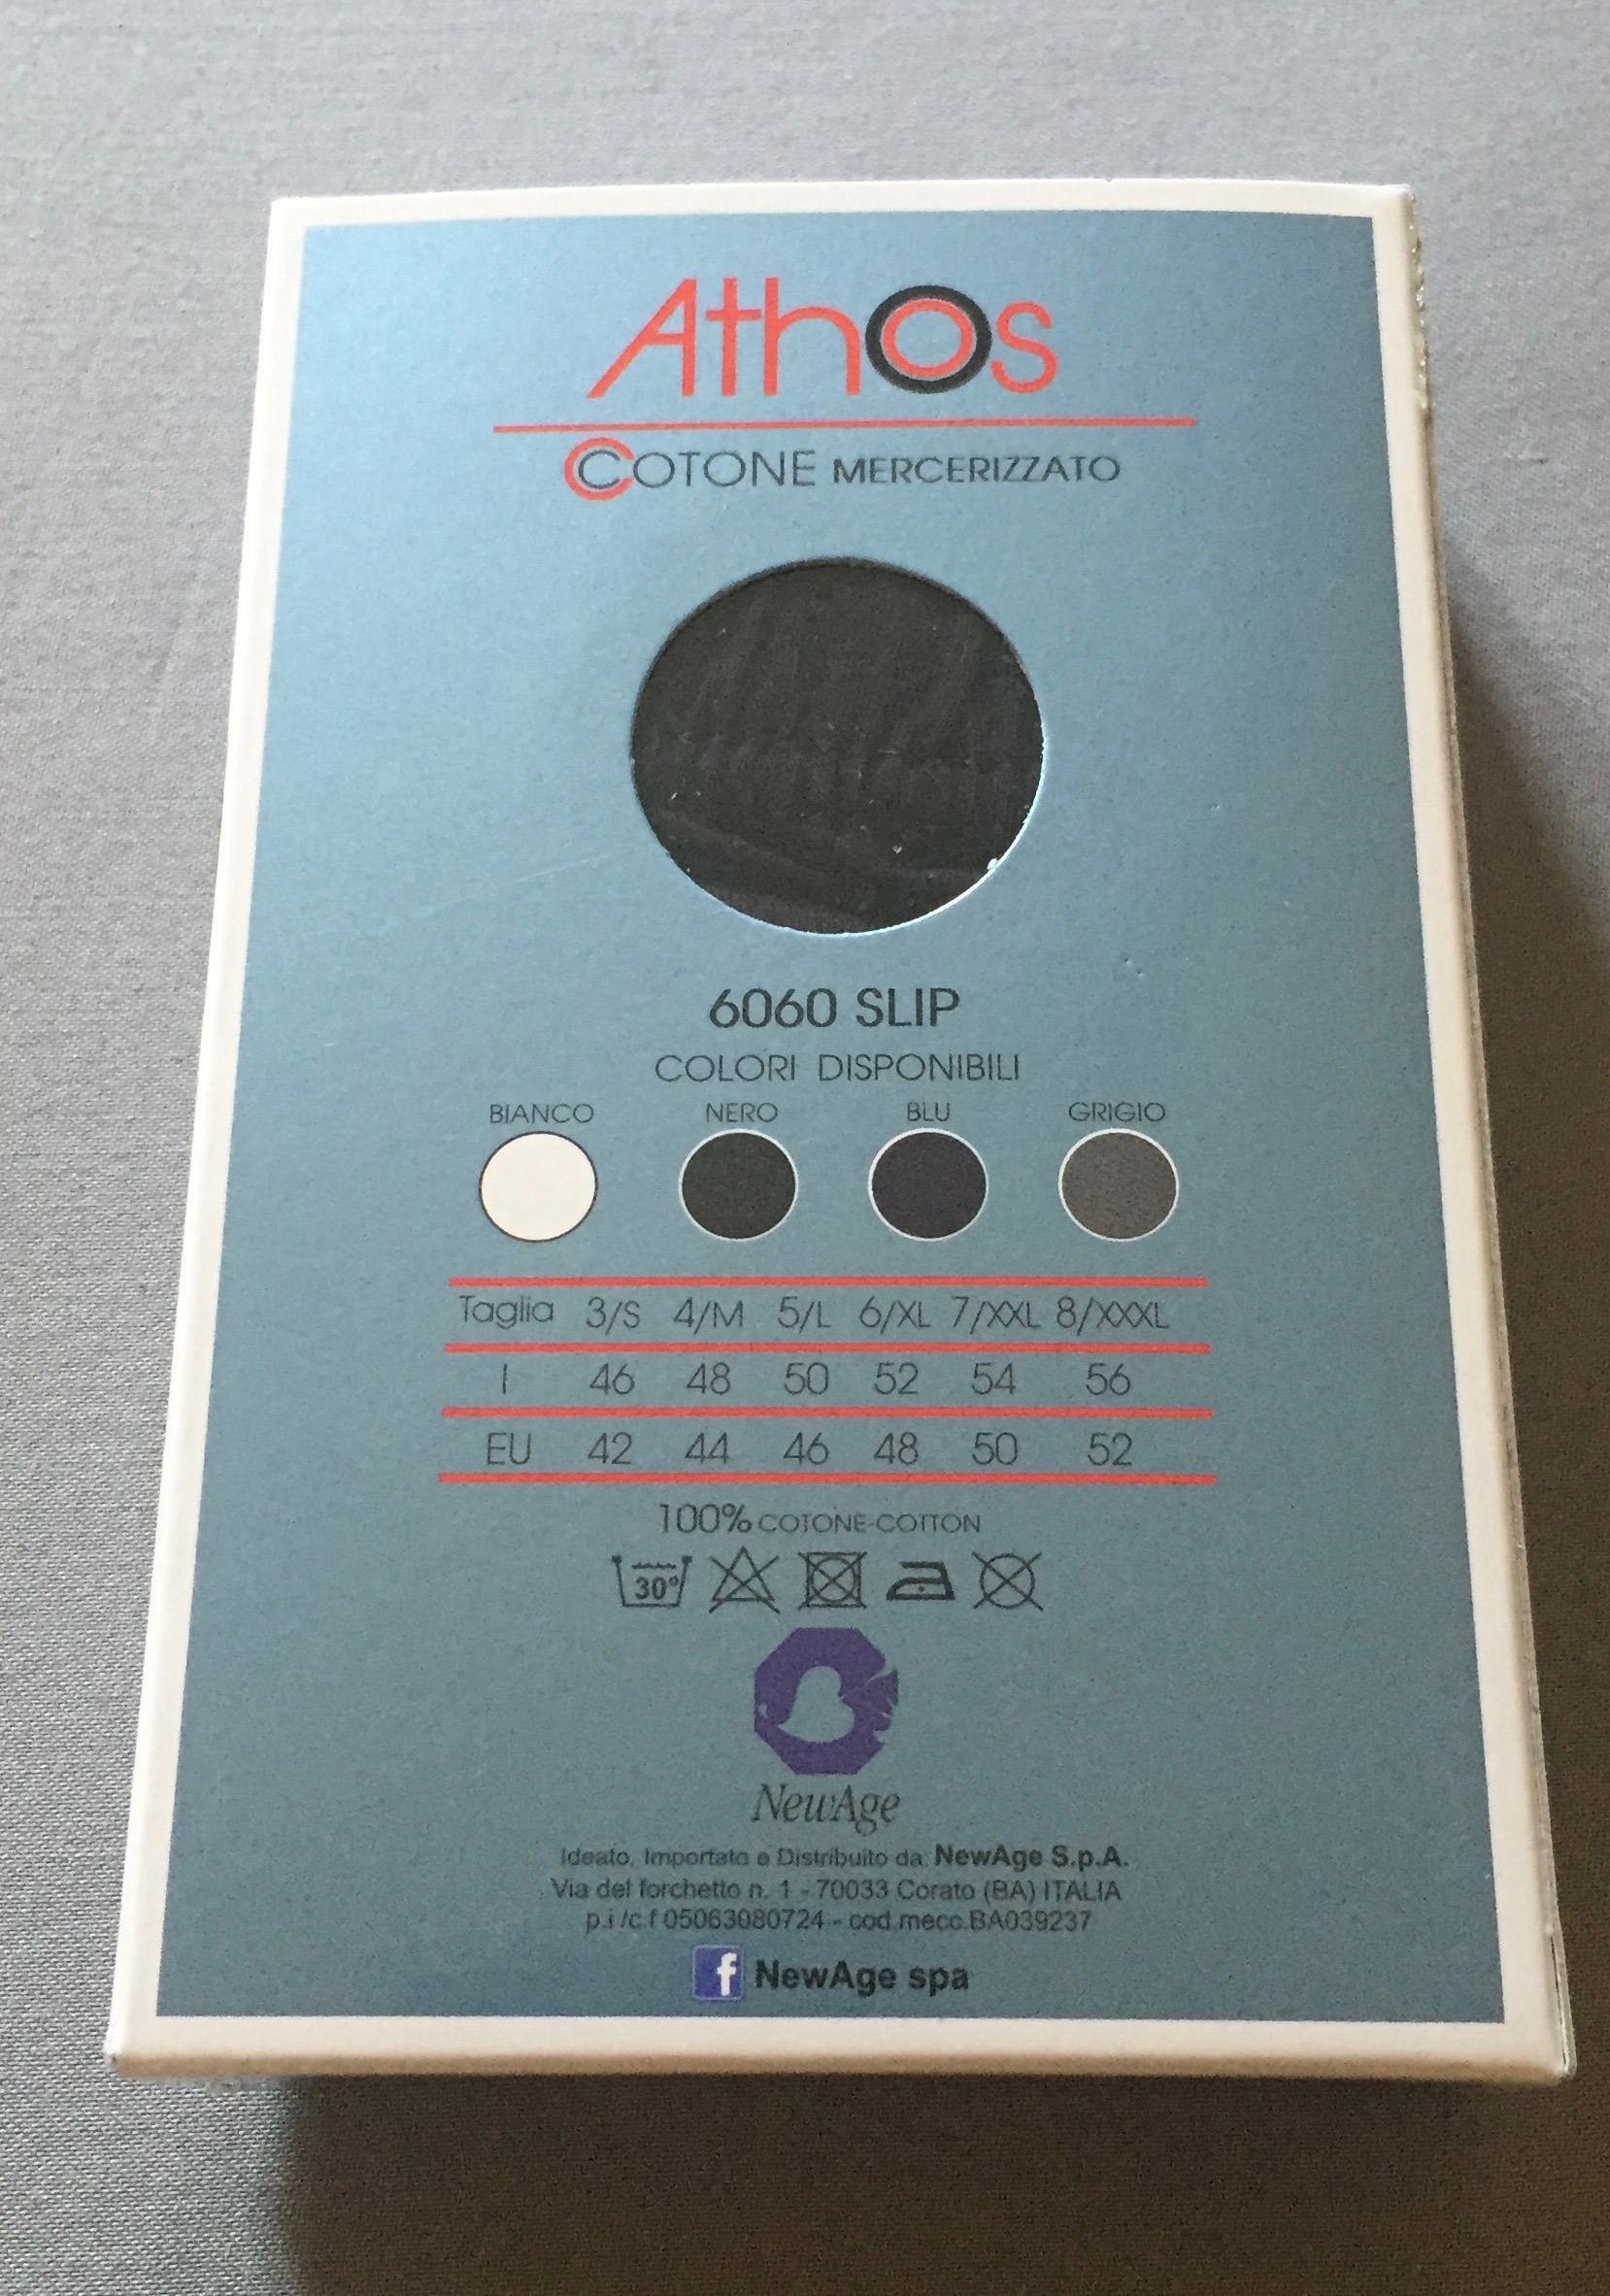 Athos
COTONE MERCERIZZATO
6060 SLIP
COLORI DISPONIBILI
BIANCO NERO BLU GRIGIO
Taglia 3/S 4/M 5/L 6/XL 7/XXL 8/XXXL
I 46 48 50 52 54 56
EU 42 44 46 48 50 52
100% COTONE-COTTON
30°
NewAge
Ideato, Importato e Distribuito da: NewAge S.p.A.
Via del forchetto n. 1 - 70033 Corato (BA) ITALIA
p.i /c.f 05063080724 - cod.mecc.BA039237
f NewAge spa